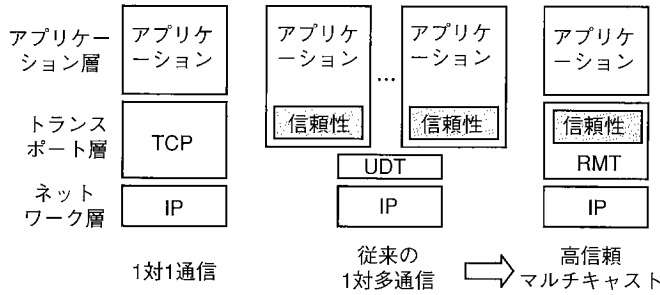 アプリケーション層
アプリケーション
アプリケーション
...
アプリケーション
アプリケーション
トランスポート層
TCP
信頼性
信頼性
信頼性
UDT
RMT
ネットワーク層
IP
IP
IP
1対1通信
従来の
1対多通信
高信頼
マルチキャスト